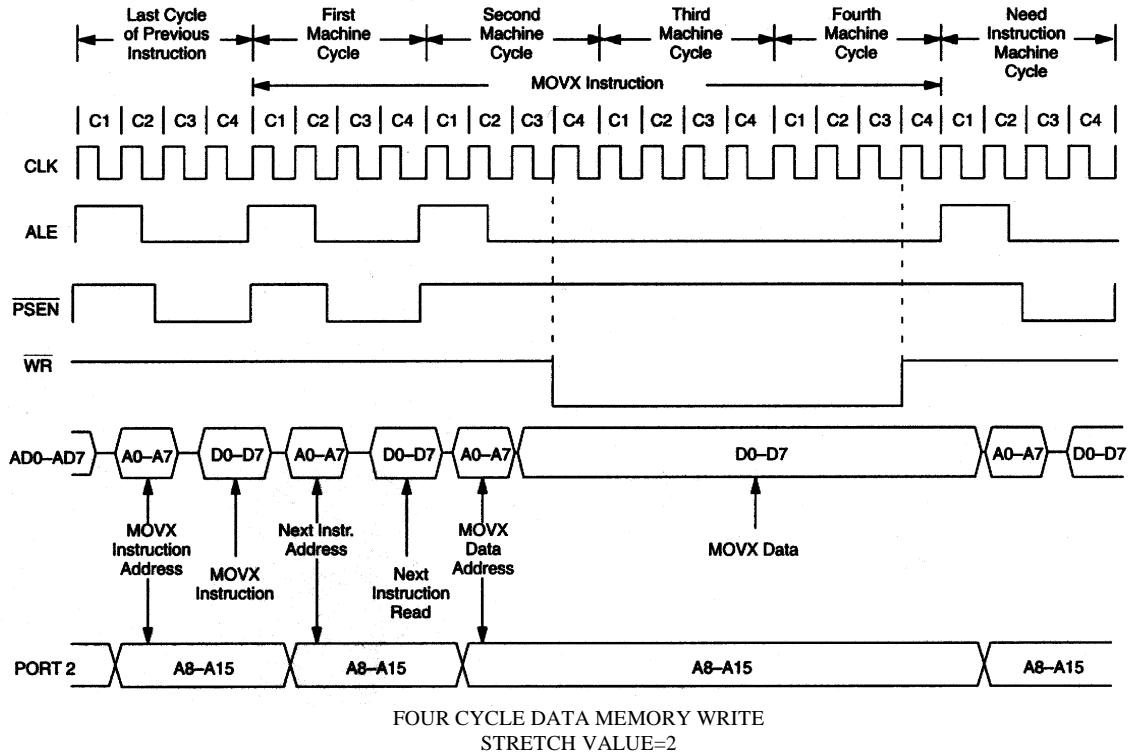 Last Cycle of Previous Instruction
First Machine Cycle
Second Machine Cycle
Third Machine Cycle
Fourth Machine Cycle
Need Instruction Machine Cycle
MOVX Instruction
C1 C2 C3 C4 C1 C2 C3 C4 C1 C2 C3 C4 C1 C2 C3 C4 C1 C2 C3 C4 C1 C2 C3 C4
CLK
ALE
PSEN
WR
AD0–AD7 A0–A7 D0–D7 A0–A7 D0–D7 A0–A7 D0–D7 A0–A7 D0–D7
MOVX Instruction Address
MOVX Instruction
Next Instr. Address
Next Instruction Read
MOVX Data Address
MOVX Data
PORT 2 A8–A15 A8–A15 A8–A15 A8–A15
FOUR CYCLE DATA MEMORY WRITE
STRETCH VALUE=2